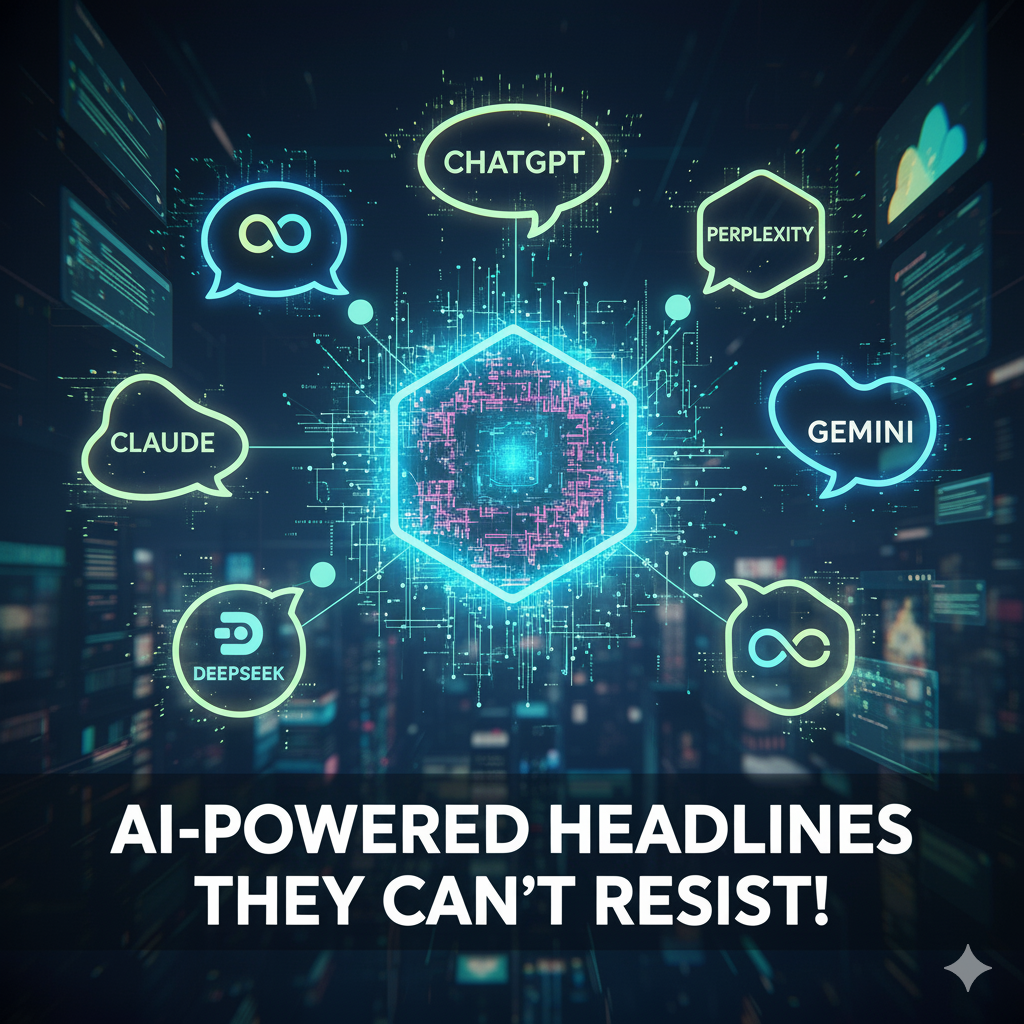 CHATGPT
PERPLEXITY
CLAUDE
GEMINI
DEEPSEEK
AI-POWERED HEADLINES
THEY CAN'T RESIST!